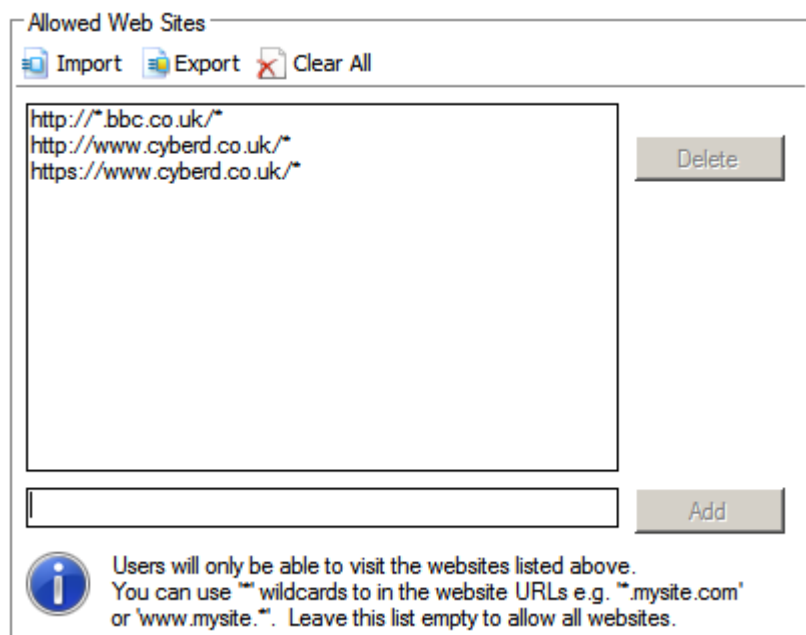 Allowed Web Sites
Import Export Clear All
http://*.bbc.co.uk/*
http://www.cyberd.co.uk/*
https://www.cyberd.co.uk/*
Delete
Add
Users will only be able to visit the websites listed above.
You can use '*' wildcards to in the website URLs e.g. '*.mysite.com'
or 'www.mysite.*'. Leave this list empty to allow all websites.